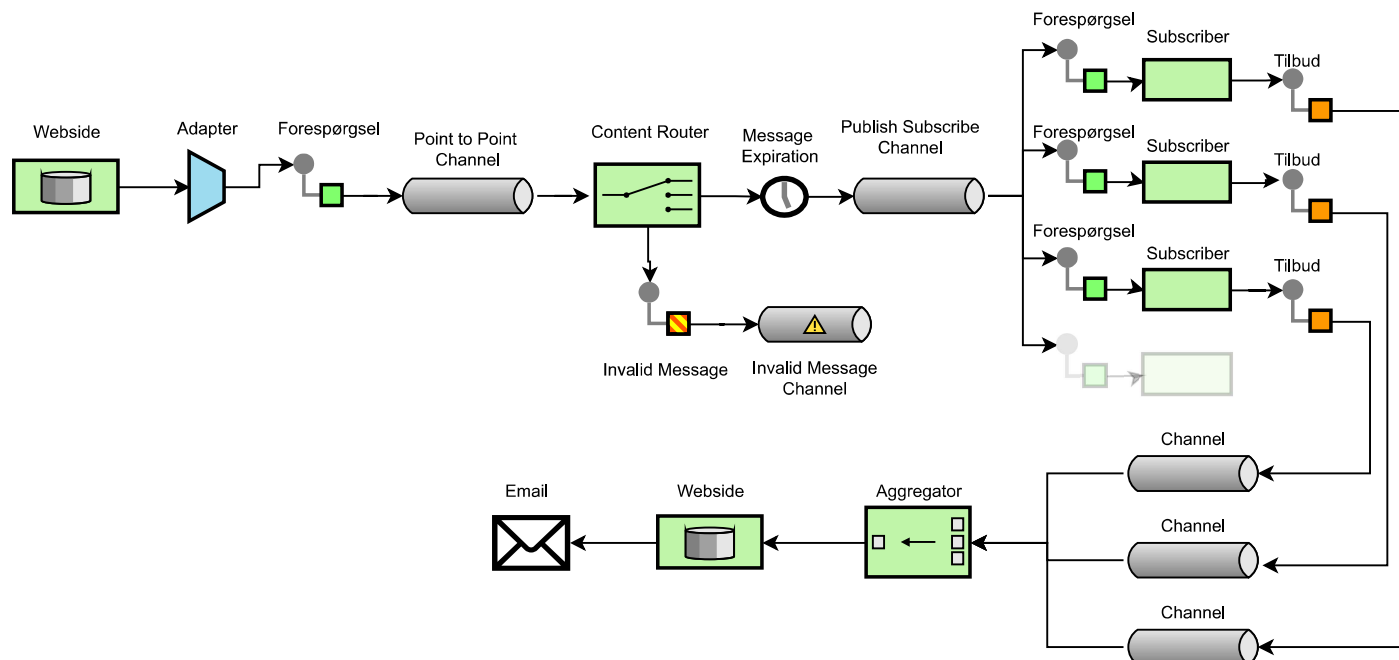 Forespørgsel
Subscriber
Tilbud
Webside
Adapter
Forespørgsel
Point to Point
Channel
Content Router
Message
Expiration
Publish Subscribe
Channel
Forespørgsel
Subscriber
Tilbud
Forespørgsel
Subscriber
Tilbud
Invalid Message
Invalid Message
Channel
Channel
Email
Webside
Aggregator
Channel
Channel